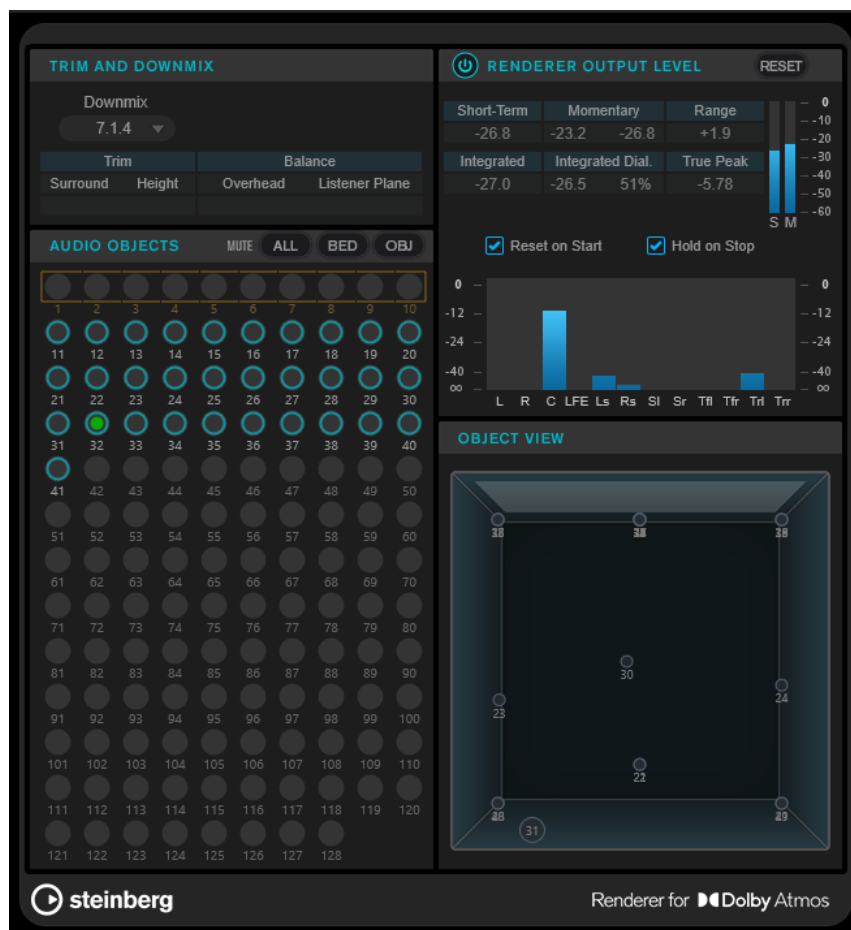 TRIM AND DOWNMIX
Downmix
7.1.4
Trim Balance
Surround Height Overhead Listener Plane
AUDIO OBJECTS MUTE ALL BED OBJ
1 2 3 4 5 6 7 8 9 10
11 12 13 14 15 16 17 18 19 20
21 22 23 24 25 26 27 28 29 30
31 32 33 34 35 36 37 38 39 40
41 42 43 44 45 46 47 48 49 50
51 52 53 54 55 56 57 58 59 60
61 62 63 64 65 66 67 68 69 70
71 72 73 74 75 76 77 78 79 80
81 82 83 84 85 86 87 88 89 90
91 92 93 94 95 96 97 98 99 100
101 102 103 104 105 106 107 108 109 110
111 112 113 114 115 116 117 118 119 120
121 122 123 124 125 126 127 128
RENDERER OUTPUT LEVEL RESET
Short-Term Momentary Range
-26.8 -23.2 -26.8 +1.9
Integrated Integrated Dial. True Peak
-27.0 -26.5 51% -5.78
0
-10
-20
-30
-40
-50
-60
S M
Reset on Start Hold on Stop
0 0
-12 -12
-24 -24
-40 -40
∞ ∞
L R C LFE Ls Rs Sl Sr Tfl Tfr Trl Trr
OBJECT VIEW
30
24
23
31
steinberg
Renderer for Dolby Atmos